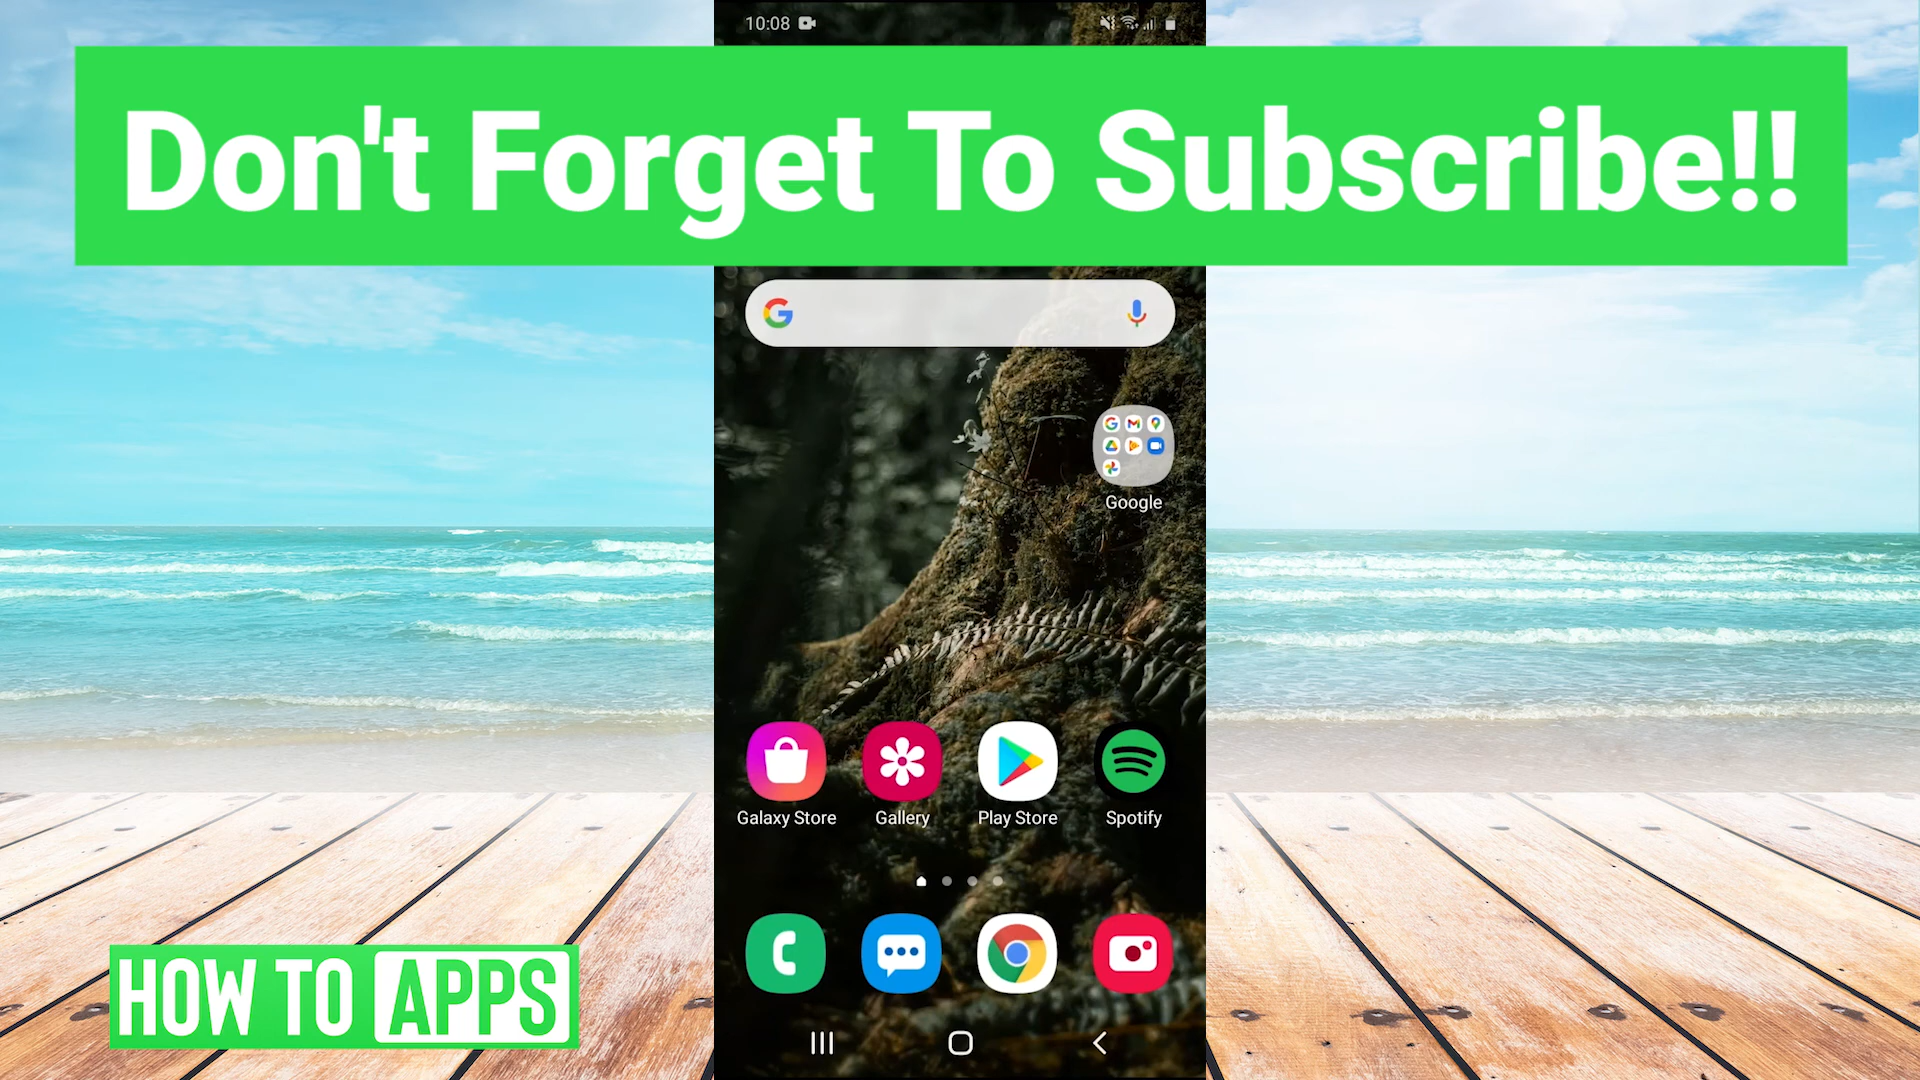 10:08
Don't Forget To Subscribe!!
Google
Galaxy Store
Gallery
Play Store
Spotify
HOW TO APPS